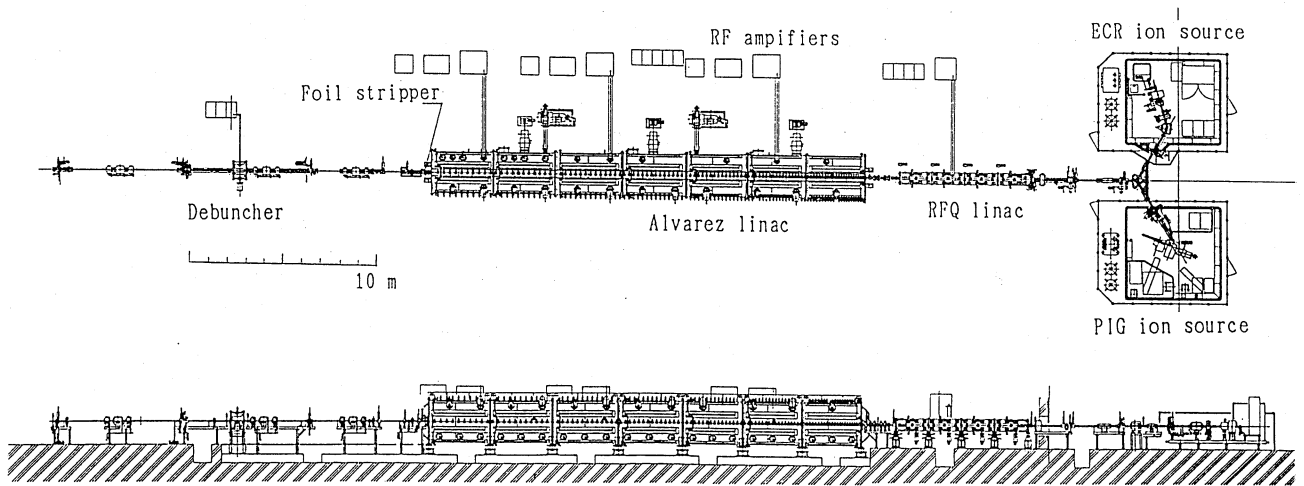 ECR ion source
RF ampifiers
Foil stripper
Debuncher
Alvarez linac
RFQ linac
10 m
PIG ion source